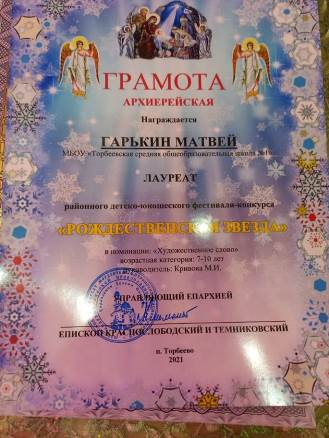 ГРАМОТА
АРХИЕРЕЙСКАЯ
Награждается
ГАРЬКИН МАТВЕЙ
МБОУ «Торбеевская средняя общеобразовательная школа №1»
ЛАУРЕАТ
районного детско-юношеского фестиваля-конкурса
«РОЖДЕСТВЕНСКАЯ ЗВЕЗДА»
в номинации: «Художественное слово»
возрастная категория: 7-10 лет
руководитель: Кривова М.И.
УПРАВЛЯЮЩИЙ ЕПАРХИЕЙ
ЕПИСКОП КРАСНОСЛОБОДСКИЙ И ТЕМНИКОВСКИЙ
п. Торбеево
2021